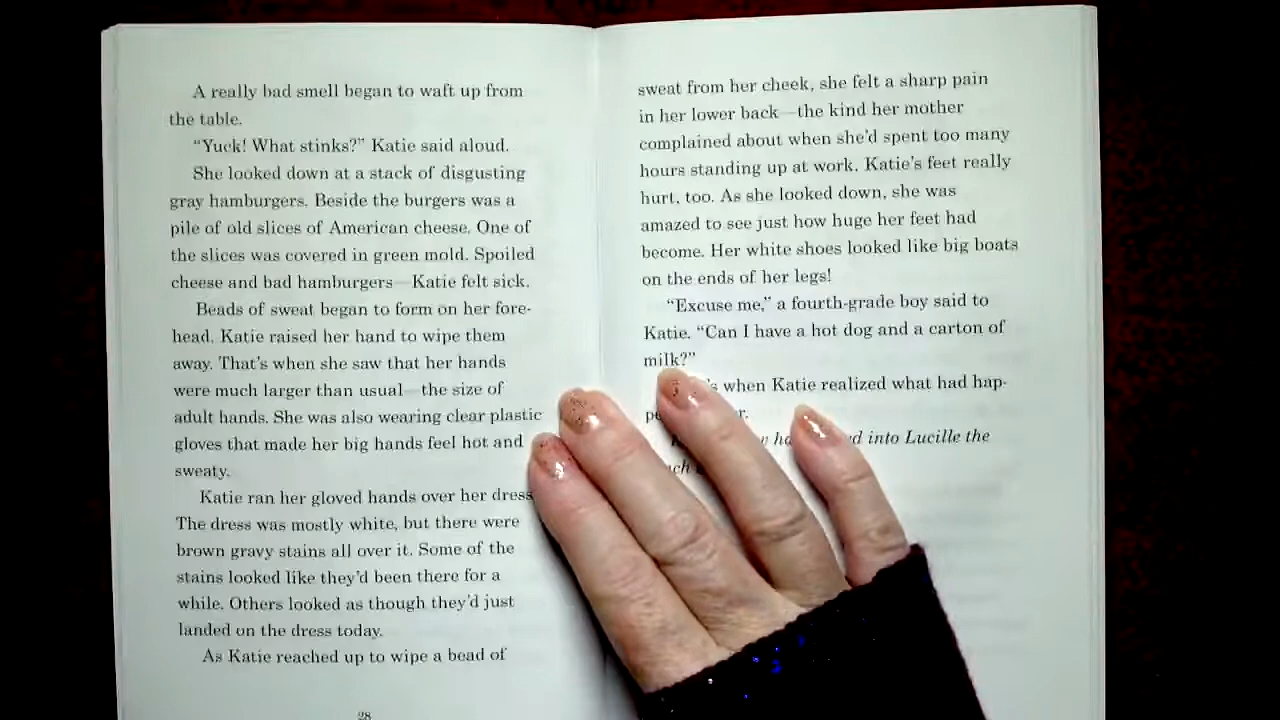 A really bad smell began to waft up from
the table.
“Yuck! What stinks?” Katie said aloud.
She looked down at a stack of disgusting
gray hamburgers. Beside the burgers was a
pile of old slices of American cheese. One of
the slices was covered in green mold. Spoiled
cheese and bad hamburgers—Katie felt sick.
Beads of sweat began to form on her fore-
head. Katie raised her hand to wipe them
away. That’s when she saw that her hands
were much larger than usual—the size of
adult hands. She was also wearing clear plastic
gloves that made her big hands feel hot and
sweaty.
Katie ran her gloved hands over her dress
The dress was mostly white, but there were
brown gravy stains all over it. Some of the
stains looked like they’d been there for a
while. Others looked as though they’d just
landed on the dress today.
As Katie reached up to wipe a bead of
28
sweat from her cheek, she felt a sharp pain
in her lower back—the kind her mother
complained about when she’d spent too many
hours standing up at work. Katie’s feet really
hurt, too. As she looked down, she was
amazed to see just how huge her feet had
become. Her white shoes looked like big boats
on the ends of her legs!
“Excuse me,” a fourth-grade boy said to
Katie. “Can I have a hot dog and a carton of
milk?”
when Katie realized what had hap-
into Lucille the